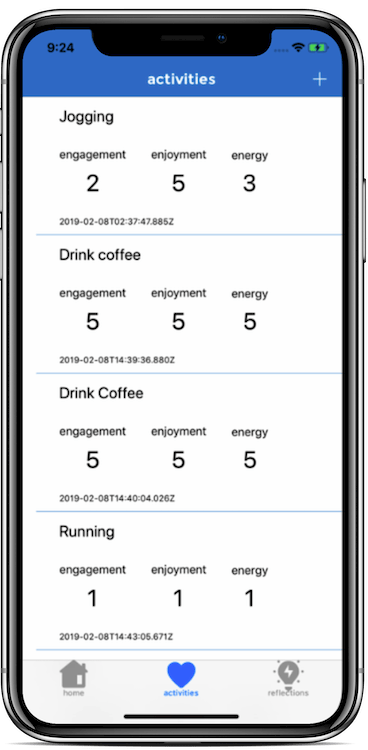 9:24
activities +
Jogging
engagement enjoyment energy
2 5 3
2019-02-08T02:37:47.885Z
Drink coffee
engagement enjoyment energy
5 5 5
2019-02-08T14:39:36.880Z
Drink Coffee
engagement enjoyment energy
5 5 5
2019-02-08T14:40:04.026Z
Running
engagement enjoyment energy
1 1 1
2019-02-08T14:43:05.671Z
home activities reflections